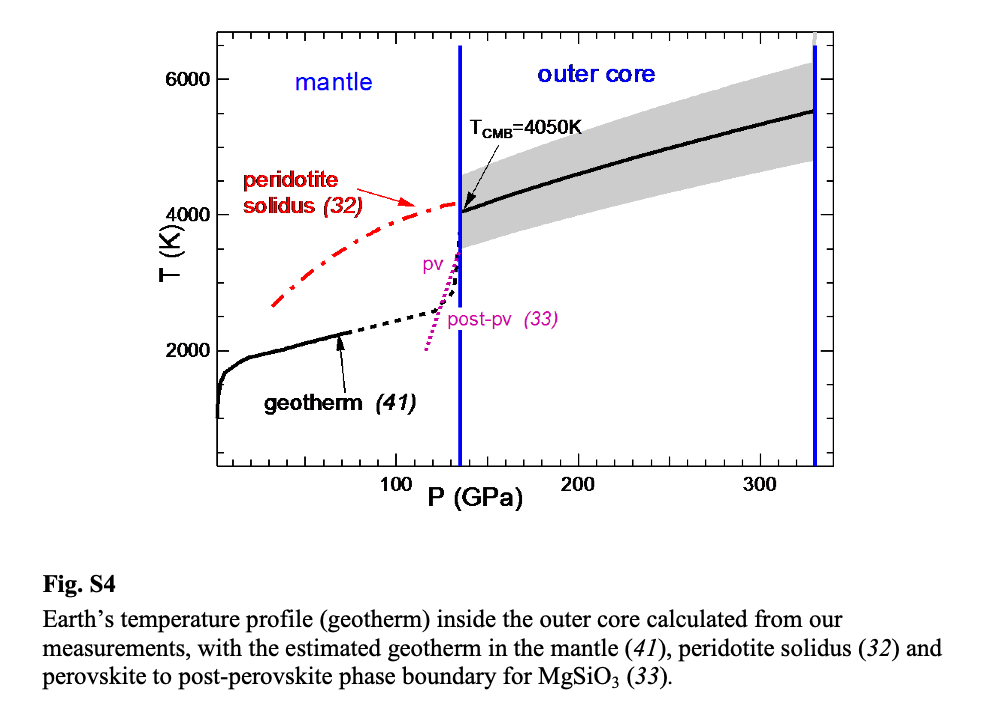 6000
mantle
outer core
T_CMB=4050K
peridotite
solidus (32)
4000
T (K)
pv
post-pv (33)
2000
geotherm (41)
100
200
300
P (GPa)
Fig. S4
Earth’s temperature profile (geotherm) inside the outer core calculated from our
measurements, with the estimated geotherm in the mantle (41), peridotite solidus (32) and
perovskite to post-perovskite phase boundary for MgSiO₃ (33).